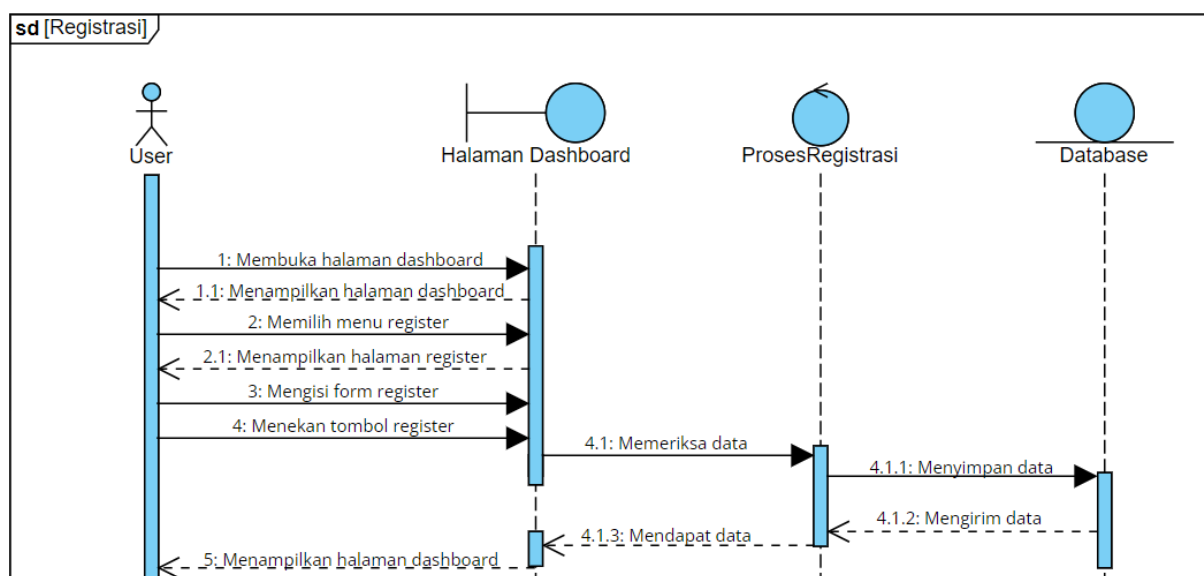 sd [Registrasi]
User
Halaman Dashboard
ProsesRegistrasi
Database
1: Membuka halaman dashboard
1.1: Menampilkan halaman dashboard
2: Memilih menu register
2.1: Menampilkan halaman register
3: Mengisi form register
4: Menekan tombol register
4.1: Memeriksa data
4.1.1: Menyimpan data
4.1.2: Mengirim data
4.1.3: Mendapat data
5: Menampilkan halaman dashboard